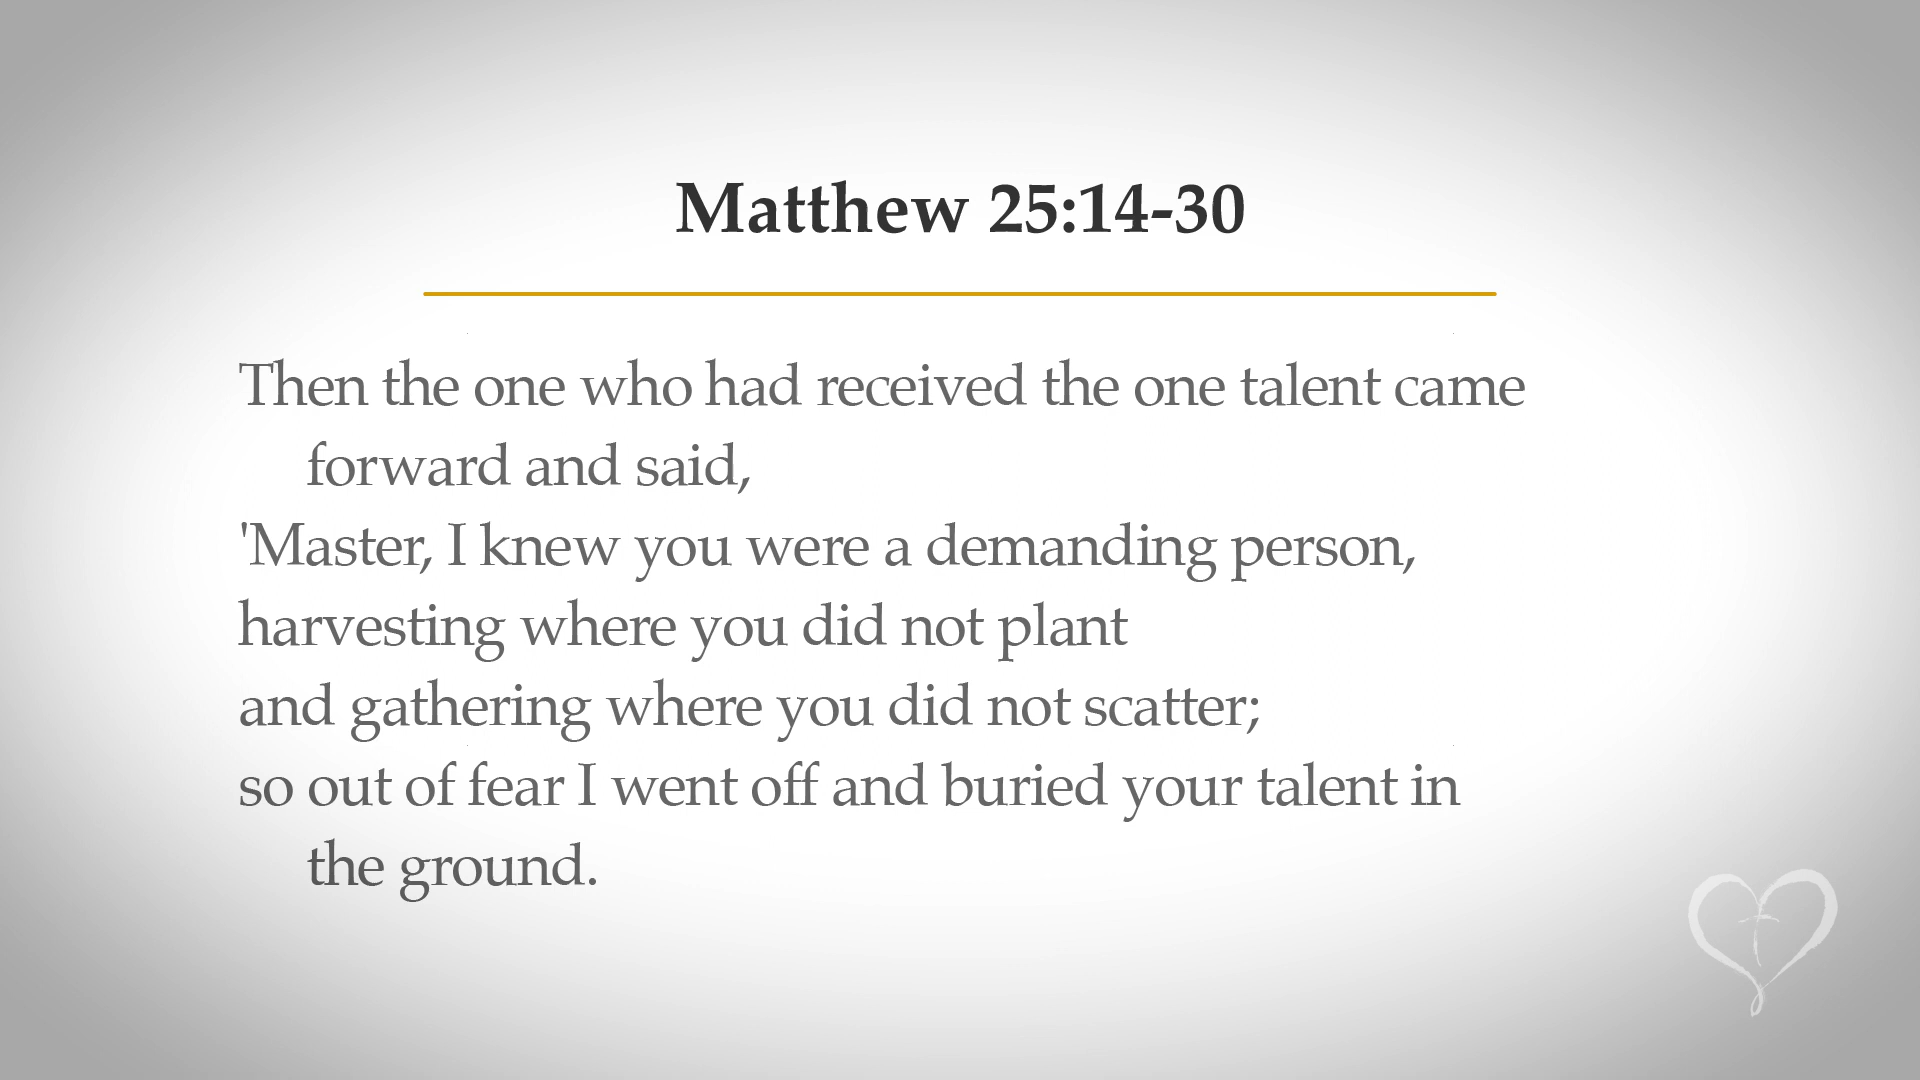 Matthew 25:14-30
Then the one who had received the one talent came
forward and said,
'Master, I knew you were a demanding person,
harvesting where you did not plant
and gathering where you did not scatter;
so out of fear I went off and buried your talent in
the ground.